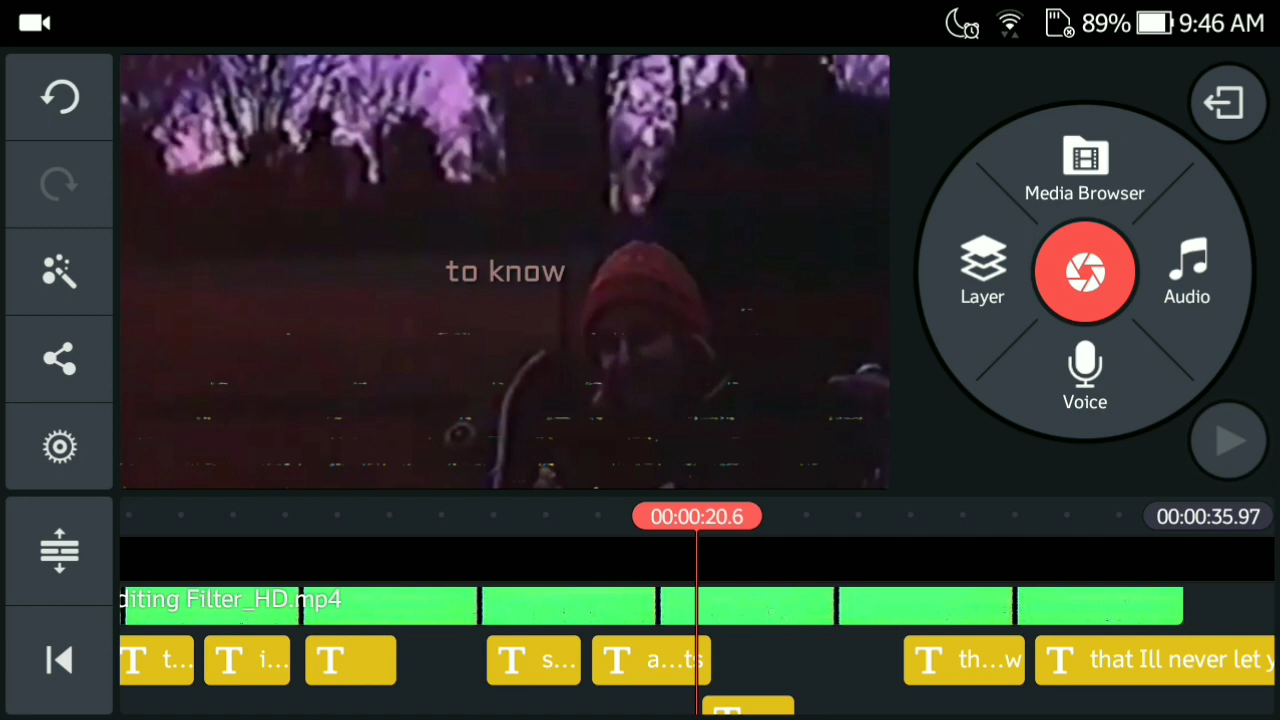 89% 9:46 AM
Media Browser
Layer
Audio
Voice
to know
00:00:20.6
00:00:35.97
diting Filter_HD.mp4
T t...
T i...
T
T s...
T a...ts
T th...w
T that Ill never let y
T